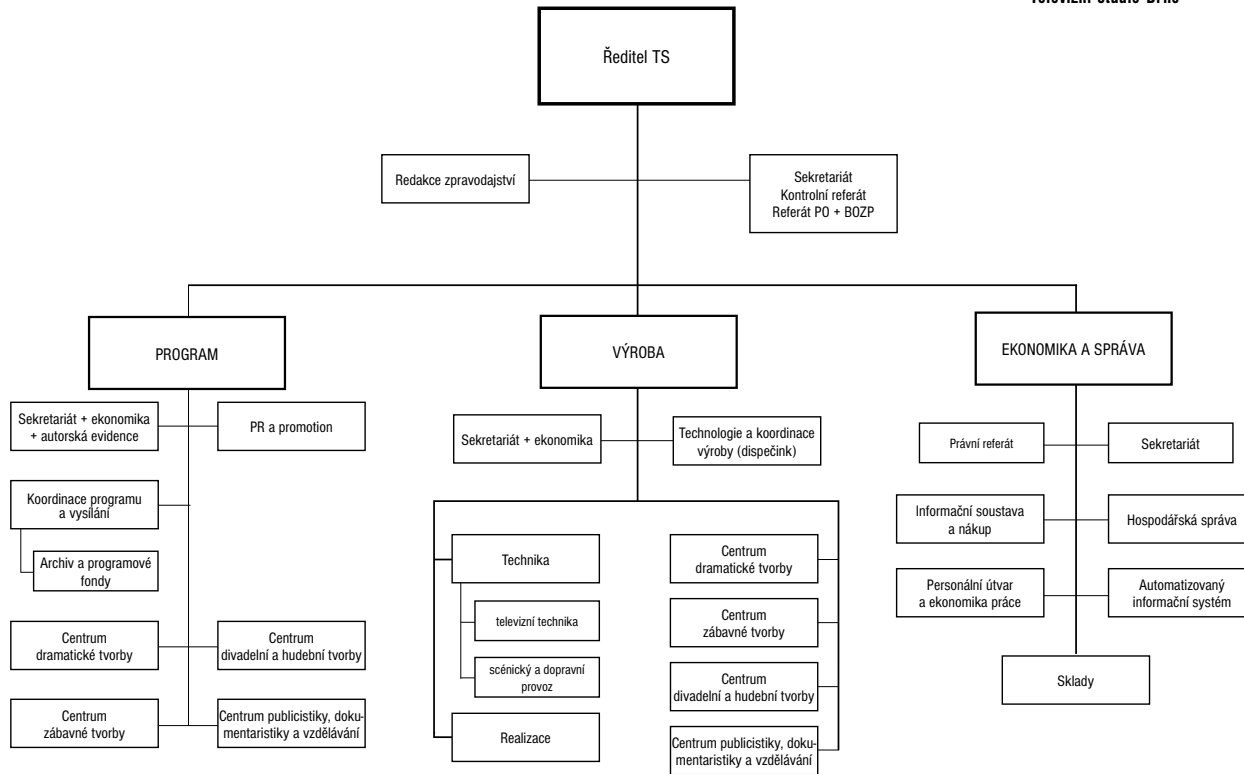 Televizní studio Brno
Ředitel TS
Redakce zpravodajství
Sekretariát
Kontrolní referát
Referát PO + BOZP
PROGRAM
Sekretariát + ekonomika
+ autorská evidence
PR a promotion
Koordinace programu
a vysílání
Archiv a programové
fondy
Centrum
dramatické tvorby
Centrum
divadelní a hudební tvorby
Centrum
zábavné tvorby
Centrum publicistiky, doku-
mentaristiky a vzdělávání
VÝROBA
Sekretariát + ekonomika
Technologie a koordinace
výroby (dispečink)
Technika
televizní technika
scénický a dopravní
provoz
Realizace
Centrum
dramatické tvorby
Centrum
zábavné tvorby
Centrum
divadelní a hudební tvorby
Centrum publicistiky, doku-
mentaristiky a vzdělávání
EKONOMIKA A SPRÁVA
Právní referát
Sekretariát
Informační soustava
a nákup
Hospodářská správa
Personální útvar
a ekonomika práce
Automatizovaný
informační systém
Sklady